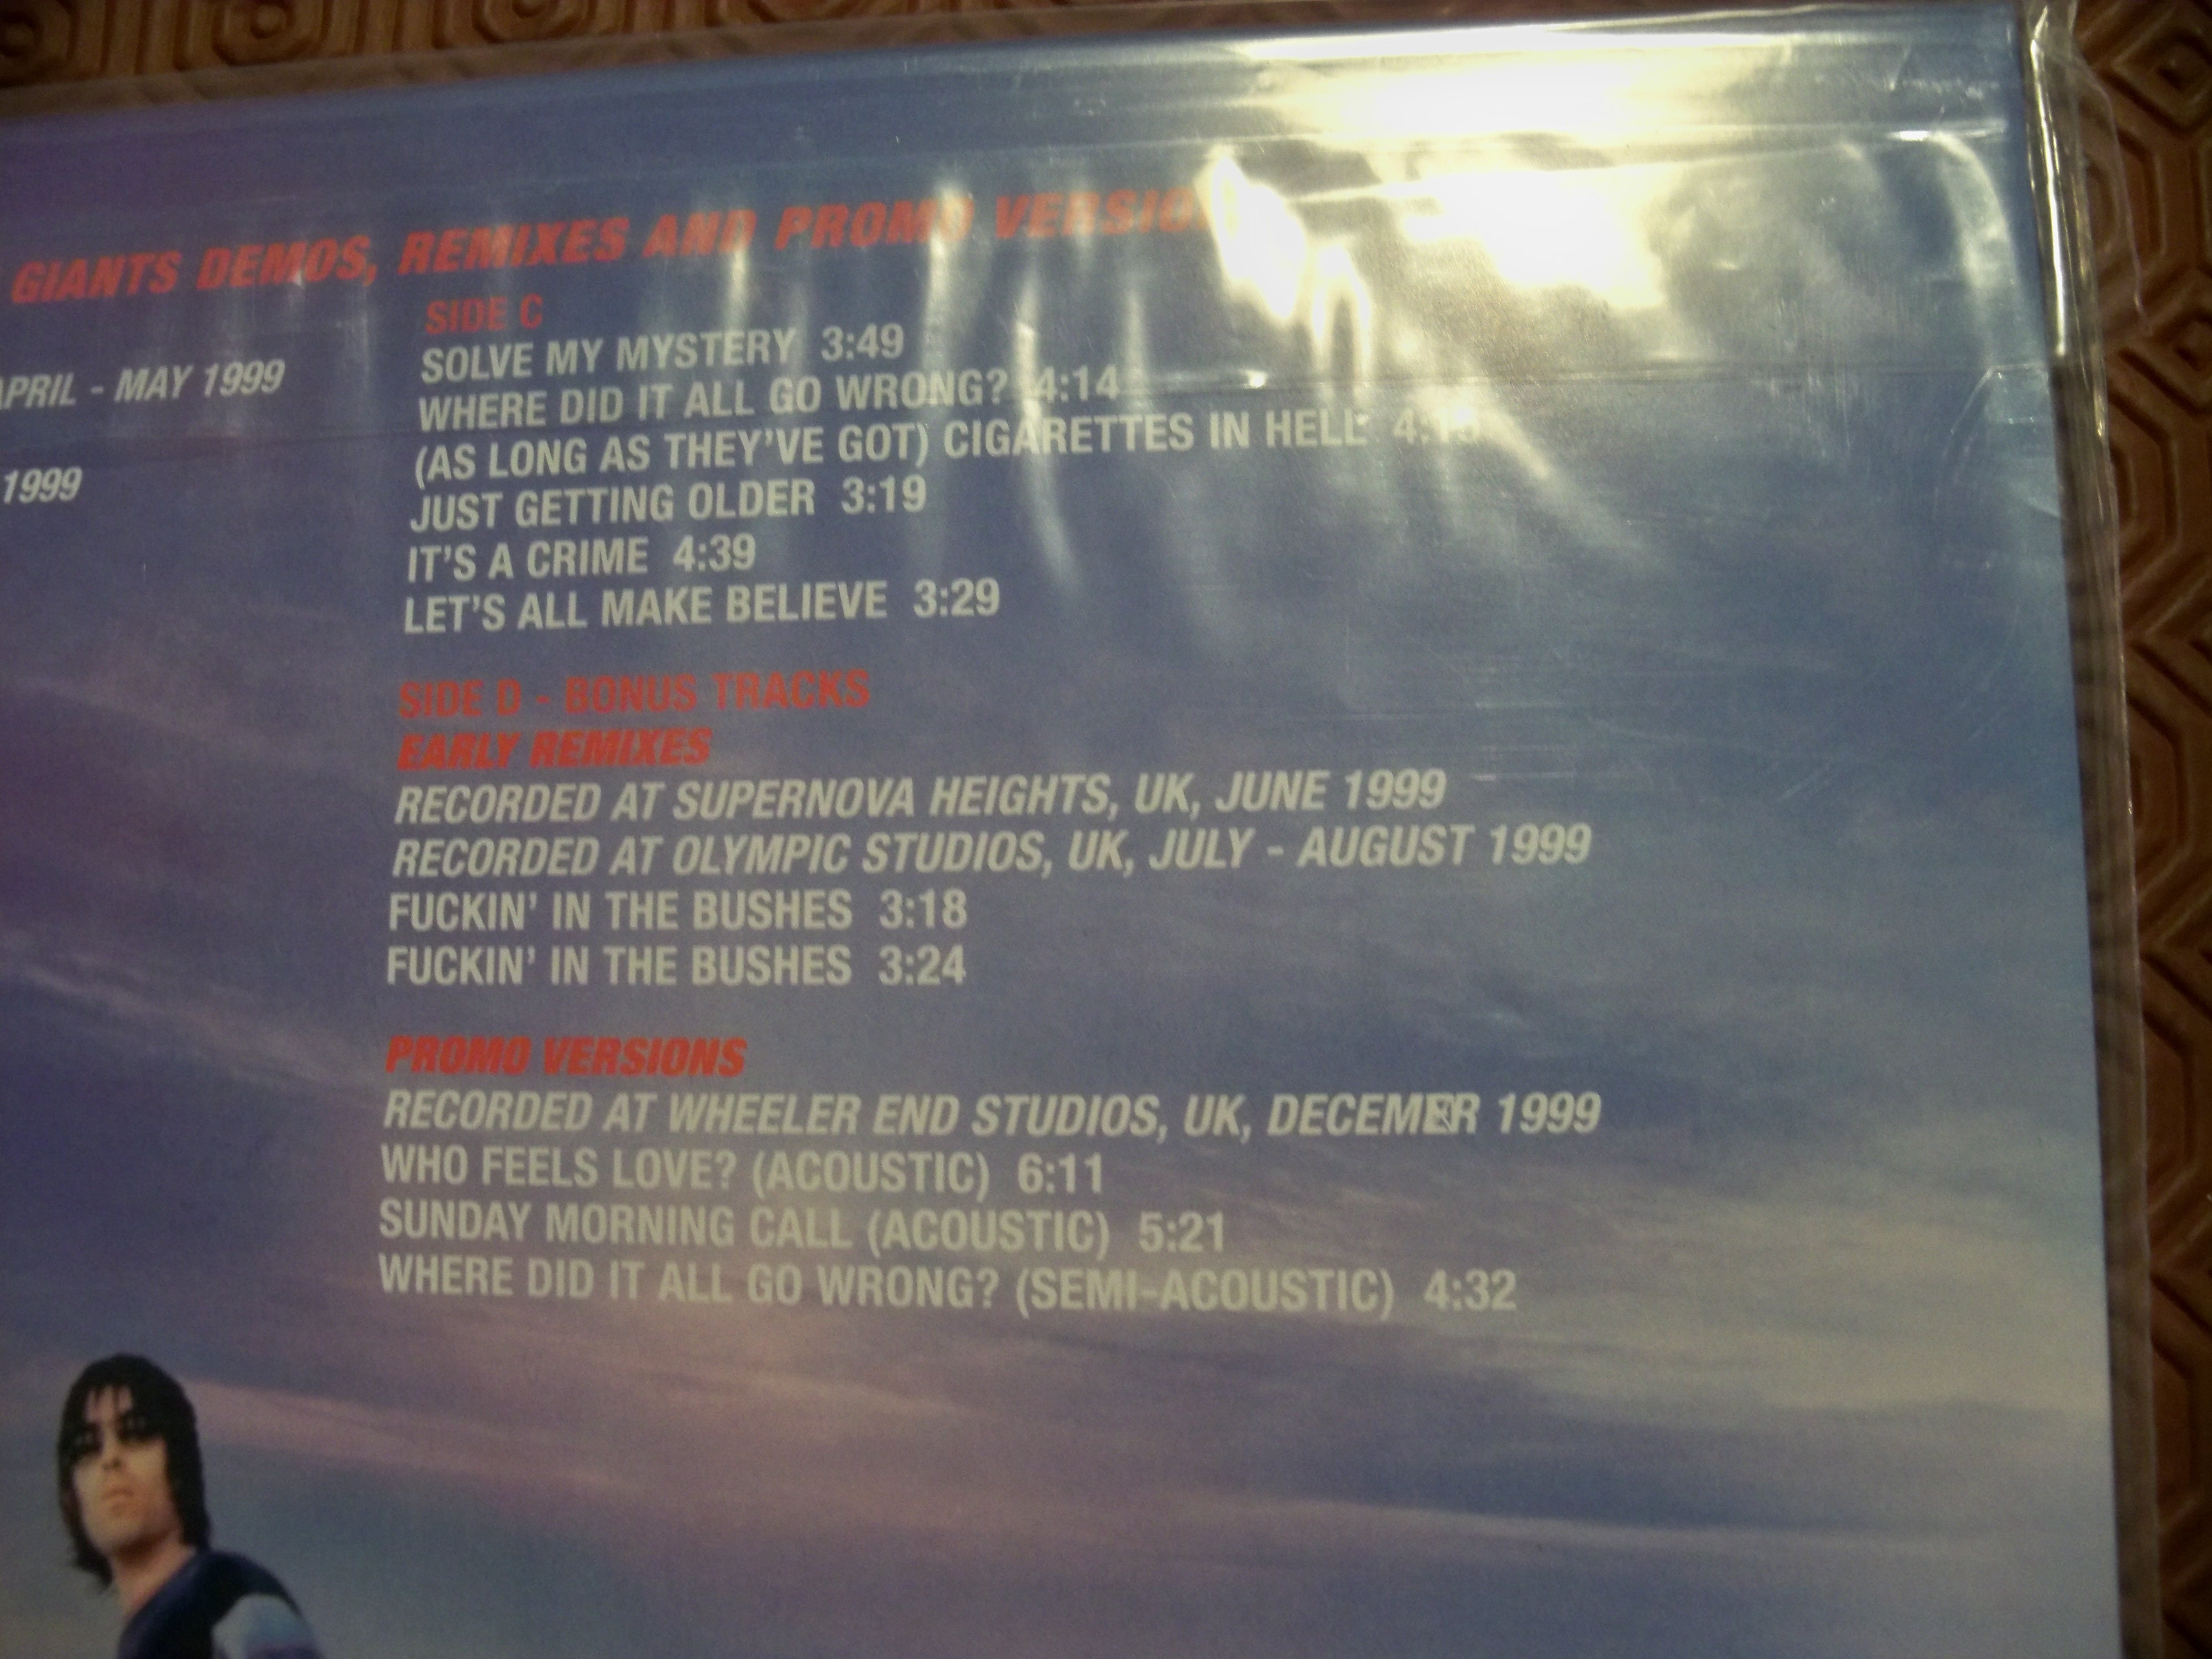 GIANTS DEMOS, REMIXES AND PROMO
APRIL - MAY 1999
1999
SIDE C
SOLVE MY MYSTERY 3:49
WHERE DID IT ALL GO WRONG? 4:14
(AS LONG AS THEY'VE GOT) CIGARETTES IN HELL
JUST GETTING OLDER 3:19
IT'S A CRIME 4:39
LET'S ALL MAKE BELIEVE 3:29
SIDE D - BONUS TRACKS
EARLY REMIXES
RECORDED AT SUPERNOVA HEIGHTS, UK, JUNE 1999
RECORDED AT OLYMPIC STUDIOS, UK, JULY - AUGUST 1999
FUCKIN' IN THE BUSHES 3:18
FUCKIN' IN THE BUSHES 3:24
PROMO VERSIONS
RECORDED AT WHEELER END STUDIOS, UK, DECEMER 1999
WHO FEELS LOVE? (ACOUSTIC) 6:11
SUNDAY MORNING CALL (ACOUSTIC) 5:21
WHERE DID IT ALL GO WRONG? (SEMI-ACOUSTIC) 4:32